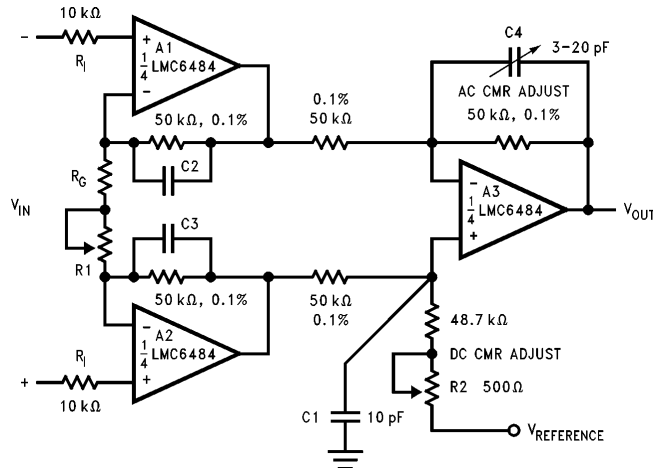 10 kΩ
C4
3–20 pF
−
+
A1
RI
1/4 LMC6484
−
AC CMR ADJUST
0.1%
50 kΩ, 0.1%
50 kΩ
50 kΩ, 0.1%
C2
RG
−
A3
VIN
1/4 LMC6484
VOUT
C3
+
R1
50 kΩ, 0.1%
50 kΩ
0.1%
48.7 kΩ
−
A2
1/4 LMC6484
DC CMR ADJUST
RI
+
+
R2 500Ω
10 kΩ
C1
10 pF
VREFERENCE